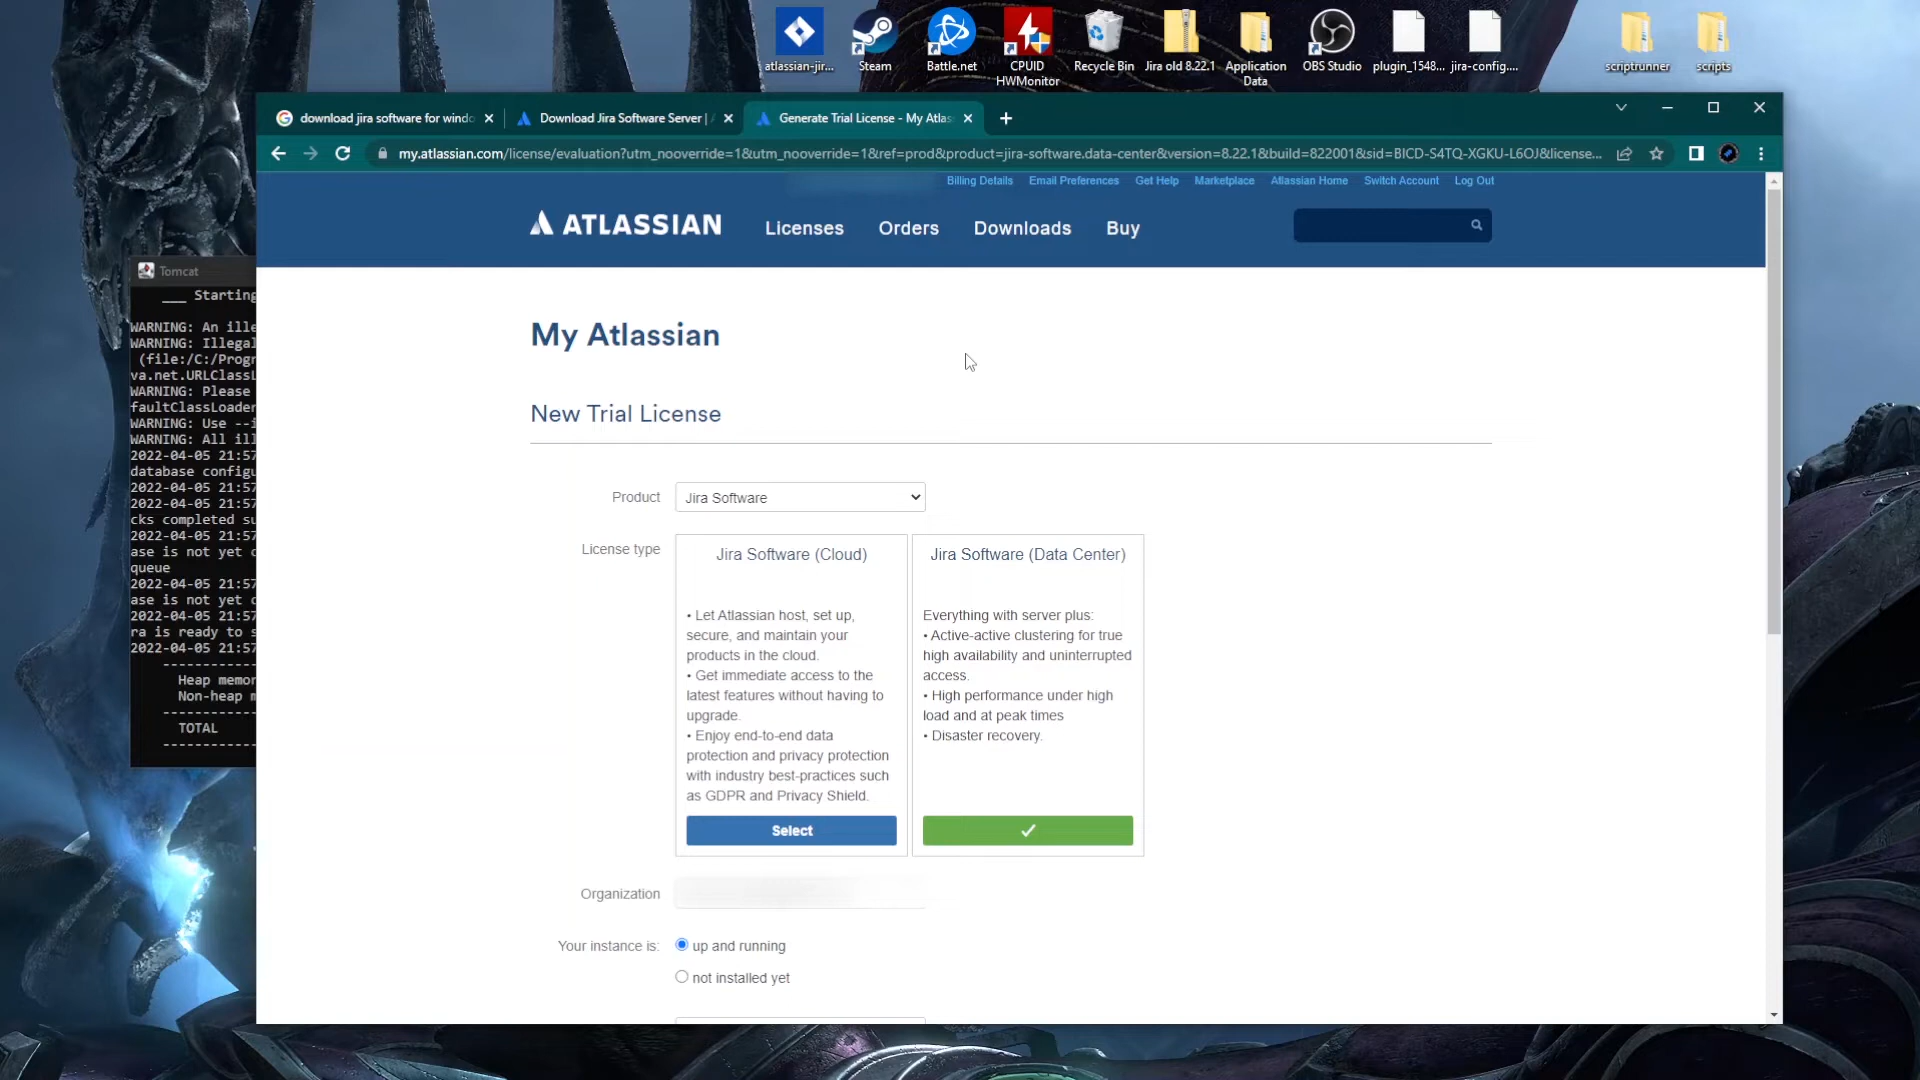 atlassian-jir...
Steam
Battle.net
CPUID
HWMonitor
Recycle Bin
Jira old 8.22.1
Application
Data
OBS Studio
plugin_1548...
jira-config....
scriptrunner
scripts
download jira software for windo
Download Jira Software Server |
Generate Trial License - My Atlas
my.atlassian.com/license/evaluation?utm_nooverride=1&utm_nooverride=1&ref=prod&product=jira-software.data-center&version=8.22.1&build=822001&sid=BICD-S4TQ-XGKU-L6OJ&license...
Billing Details
Email Preferences
Get Help
Marketplace
Atlassian Home
Switch Account
Log Out
ATLASSIAN
Licenses
Orders
Downloads
Buy
Tomcat
___ Starting
WARNING: An ille
WARNING: Illegal
(file:/C:/Progr
va.net.URLClassL
WARNING: Please
faultClassLoader
WARNING: Use --i
WARNING: All ill
2022-04-05 21:57
database configu
2022-04-05 21:57
2022-04-05 21:57
cks completed su
2022-04-05 21:57
ase is not yet c
queue
2022-04-05 21:57
ase is not yet c
2022-04-05 21:57
ra is ready to s
2022-04-05 21:57
Heap memor
Non-heap m
TOTAL
My Atlassian
New Trial License
Product
Jira Software
License type
Jira Software (Cloud)
• Let Atlassian host, set up,
secure, and maintain your
products in the cloud.
• Get immediate access to the
latest features without having to
upgrade.
• Enjoy end-to-end data
protection and privacy protection
with industry best-practices such
as GDPR and Privacy Shield.
Select
Jira Software (Data Center)
Everything with server plus:
• Active-active clustering for true
high availability and uninterrupted
access.
• High performance under high
load and at peak times
• Disaster recovery.
Organization
Your instance is:
up and running
not installed yet